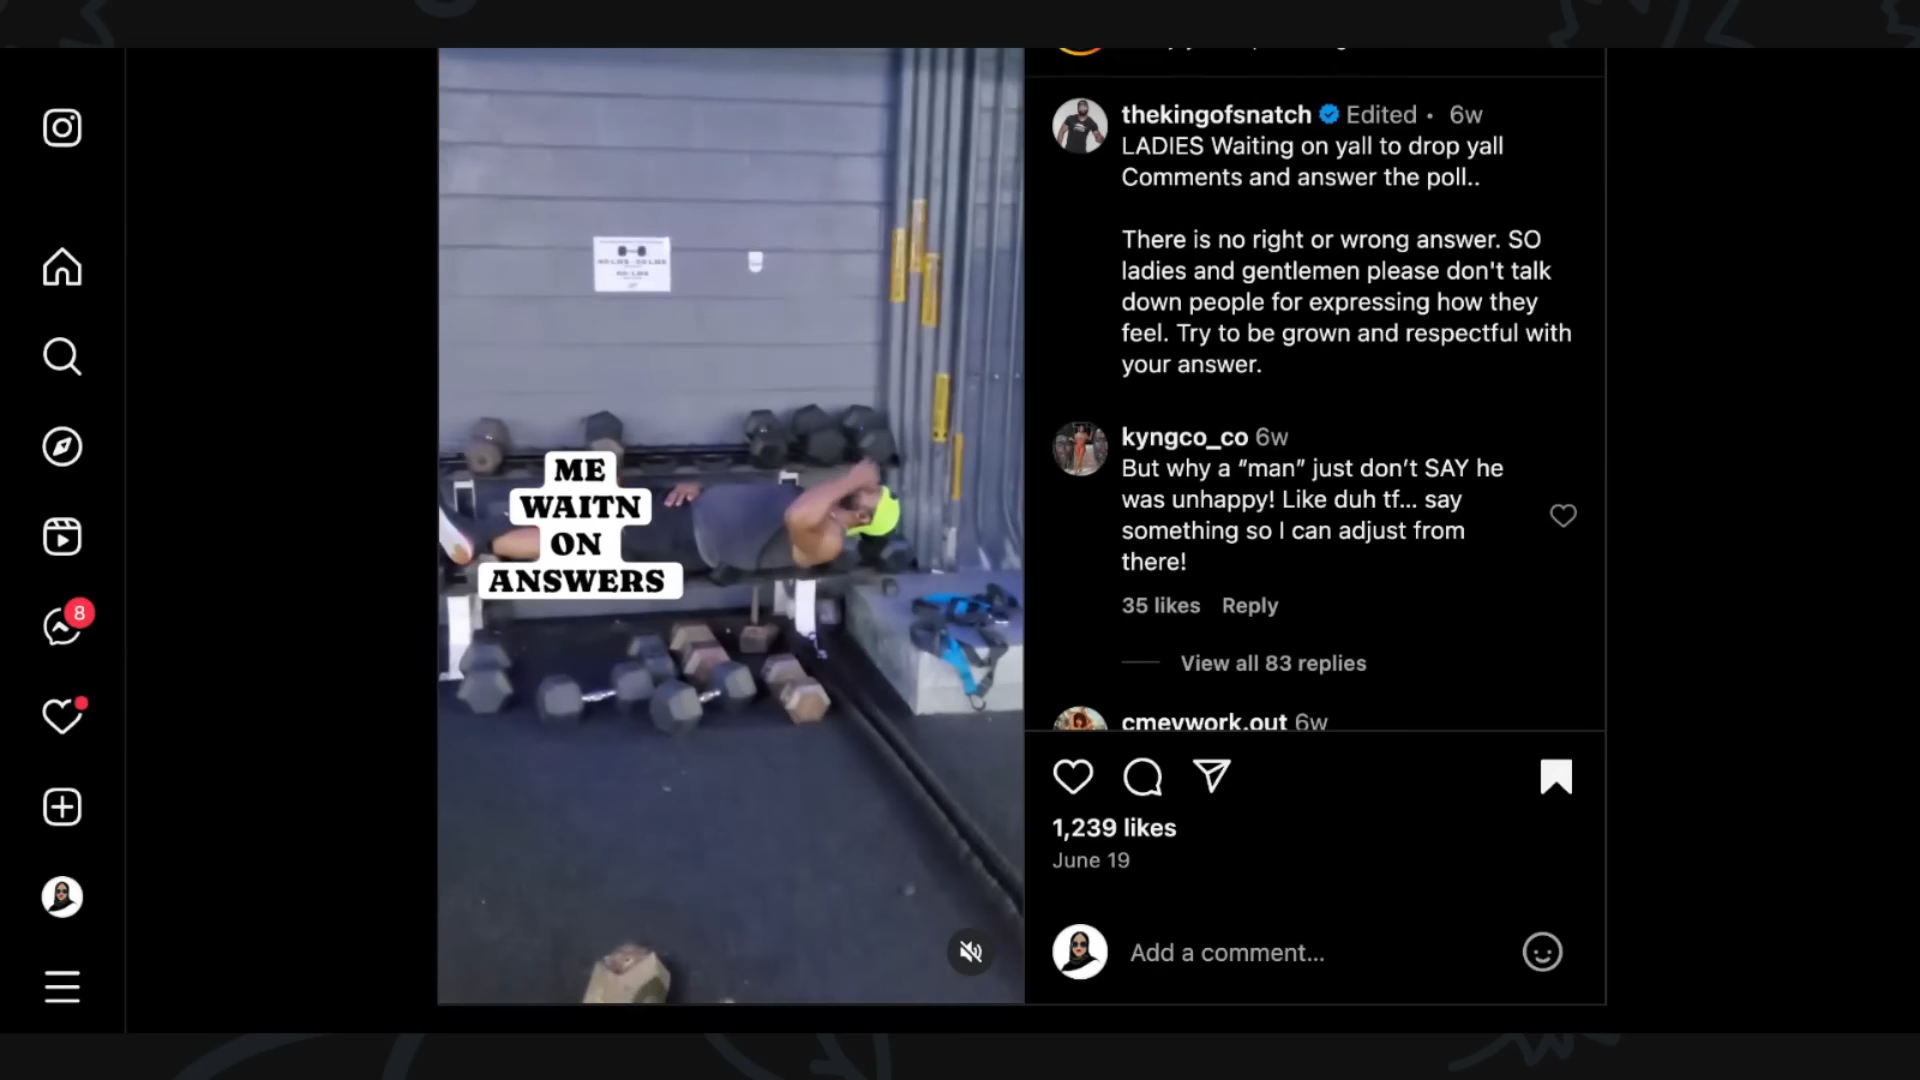 8
ME
WAITN
ON
ANSWERS
thekingofsnatch Edited • 6w
LADIES Waiting on yall to drop yall
Comments and answer the poll..
There is no right or wrong answer. SO
ladies and gentlemen please don't talk
down people for expressing how they
feel. Try to be grown and respectful with
your answer.
kyngco_co 6w
But why a “man” just don’t SAY he
was unhappy! Like duh tf... say
something so I can adjust from
there!
35 likes Reply
View all 83 replies
cmevwork.out 6w
1,239 likes
June 19
Add a comment...